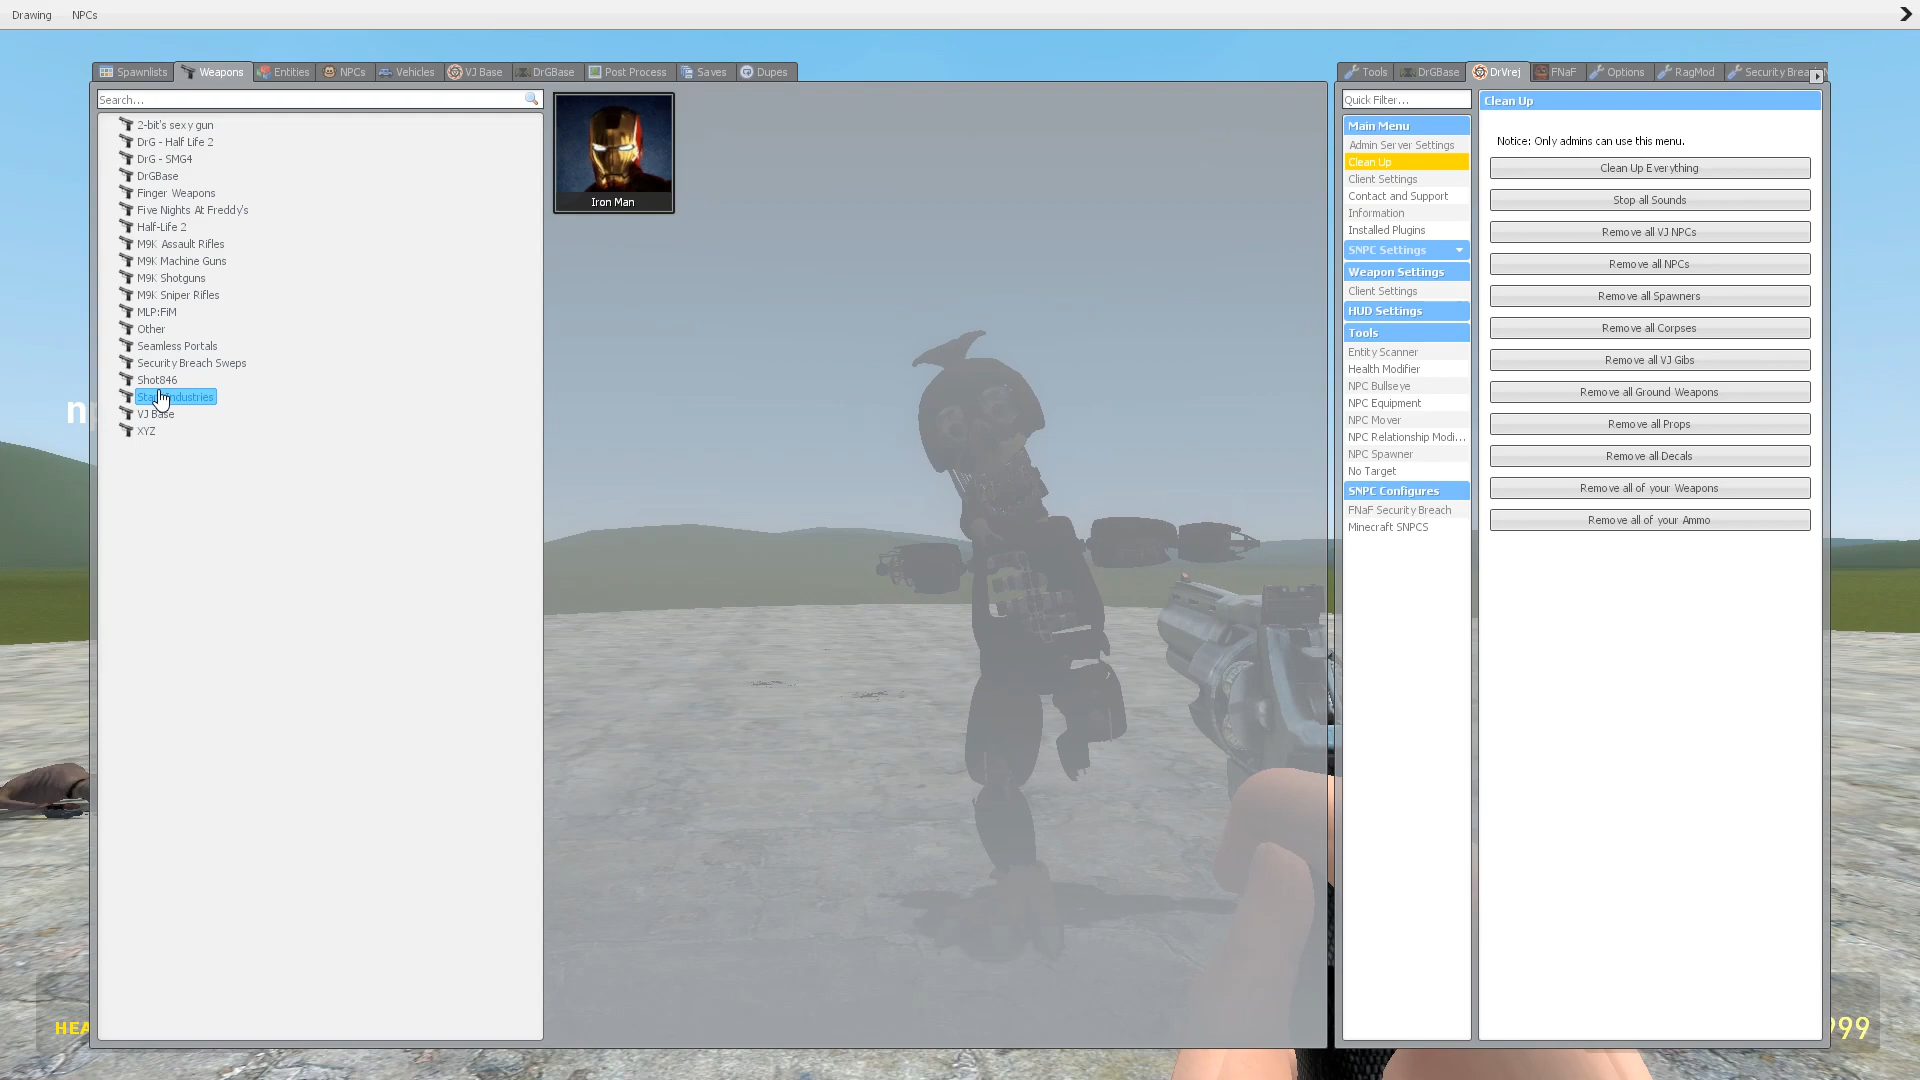 Drawing NPCs
Spawnlists Weapons Entities NPCs Vehicles VJ Base DrGBase Post Process Saves Dupes
Search...
2-bit's sexy gun
DrG - Half Life 2
DrG - SMG4
DrGBase
Finger Weapons
Five Nights At Freddy's
Half-Life 2
M9K Assault Rifles
M9K Machine Guns
M9K Shotguns
M9K Sniper Rifles
MLP:FiM
Other
Seamless Portals
Security Breach Sweps
Shot846
Industries
VJ Base
XYZ
Iron Man
HEA
Tools DrGBase DrVrej FNaF Options RagMod Security
Quick Filter...
Main Menu
Admin Server Settings
Clean Up
Client Settings
Contact and Support
Information
Installed Plugins
SNPC Settings
Weapon Settings
Client Settings
HUD Settings
Tools
Entity Scanner
Health Modifier
NPC Bullseye
NPC Equipment
NPC Mover
NPC Relationship Modi...
NPC Spawner
No Target
SNPC Configures
FNaF Security Breach
Minecraft SNPCS
Clean Up
Notice: Only admins can use this menu.
Clean Up Everything
Stop all Sounds
Remove all VJ NPCs
Remove all NPCs
Remove all Spawners
Remove all Corpses
Remove all VJ Gibs
Remove all Ground Weapons
Remove all Props
Remove all Decals
Remove all of your Weapons
Remove all of your Ammo
999